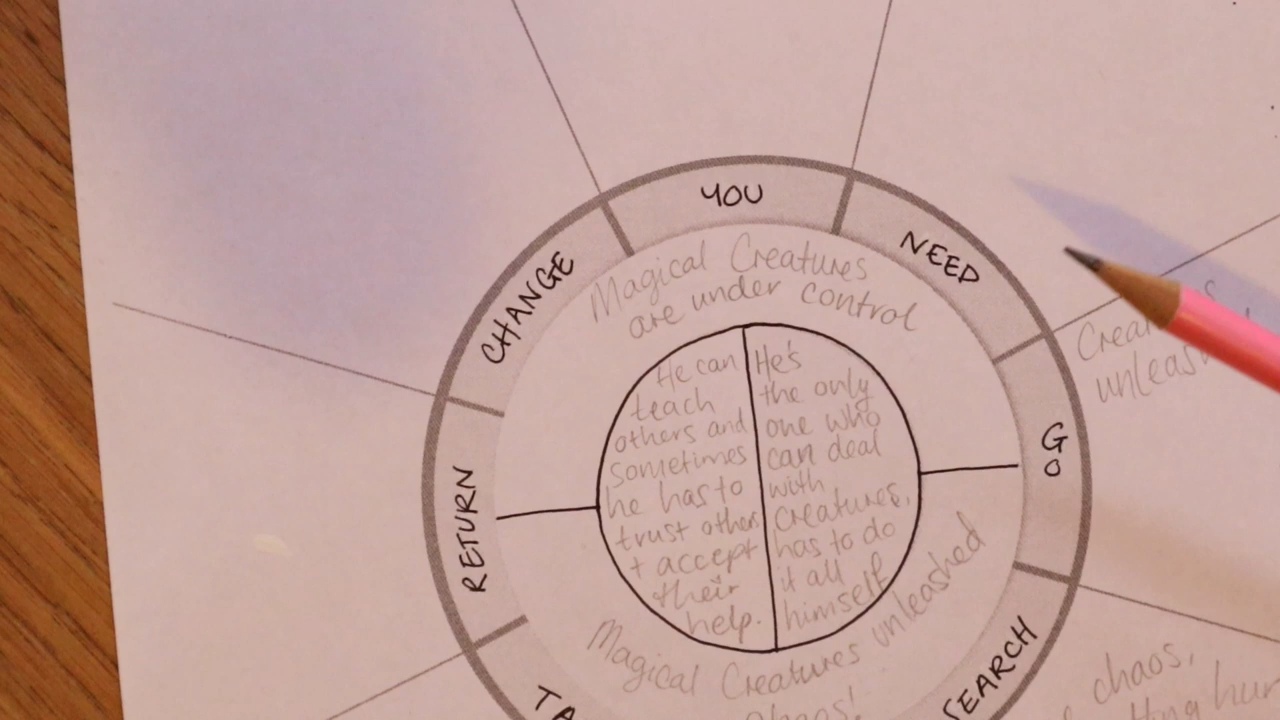 YOU
NEED
GO
SEARCH
TA
RETURN
CHANGE
Magical Creatures
are under control
He can
teach
others and
sometimes
he has to
trust others
+ accept
their
help.
He's
the only
one who
can deal
with
creatures,
has to do
it all
himself
Magical Creatures unleashed
chaos!
chaos,